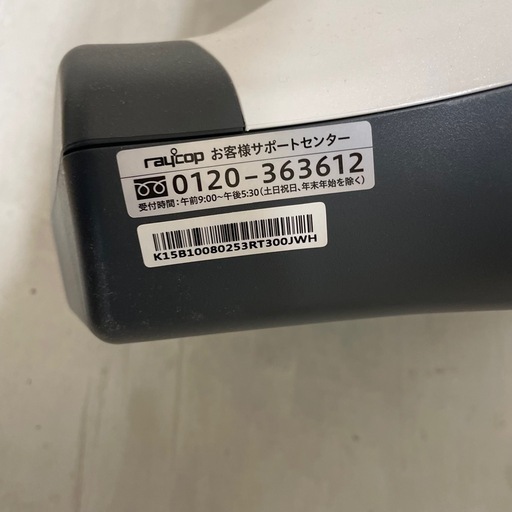 raycop お客様サポートセンター
0120-363612
受付時間：午前9:00～午後5:30（土日祝日、年末年始を除く）
K15B10080253RT300JWH